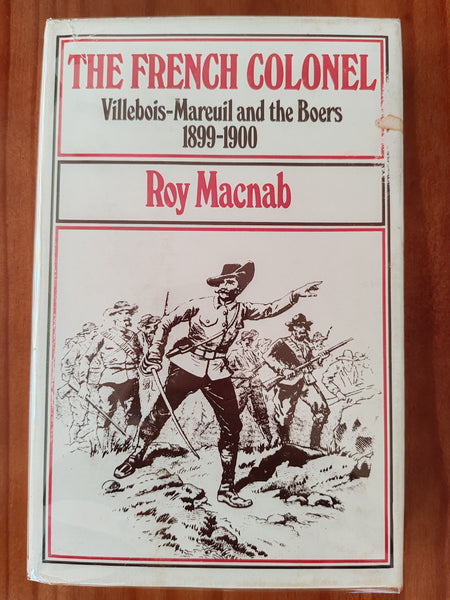 THE FRENCH COLONEL
Villebois-Mareuil and the Boers
1899-1900
Roy Macnab